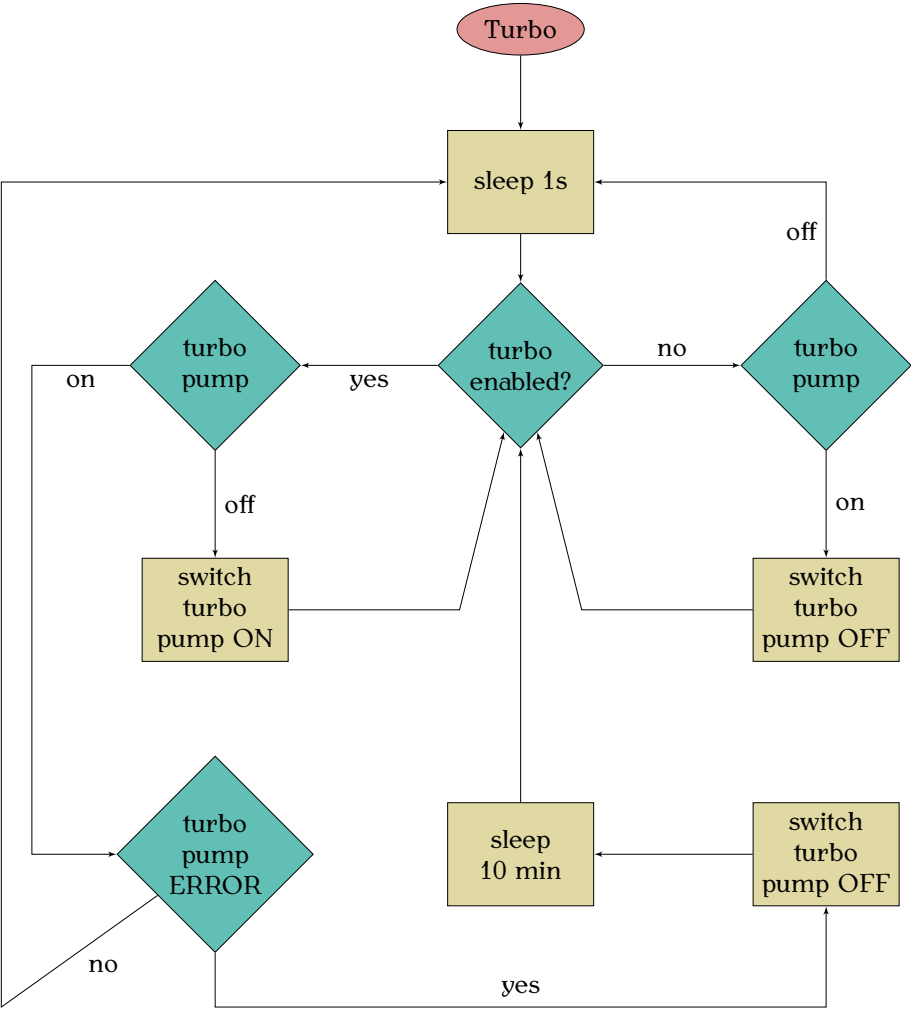 Turbo
sleep 1s
off
turbo
pump
turbo
enabled?
turbo
pump
on
yes
no
off
on
switch
turbo
pump ON
switch
turbo
pump OFF
turbo
pump
ERROR
sleep
10 min
switch
turbo
pump OFF
no
yes